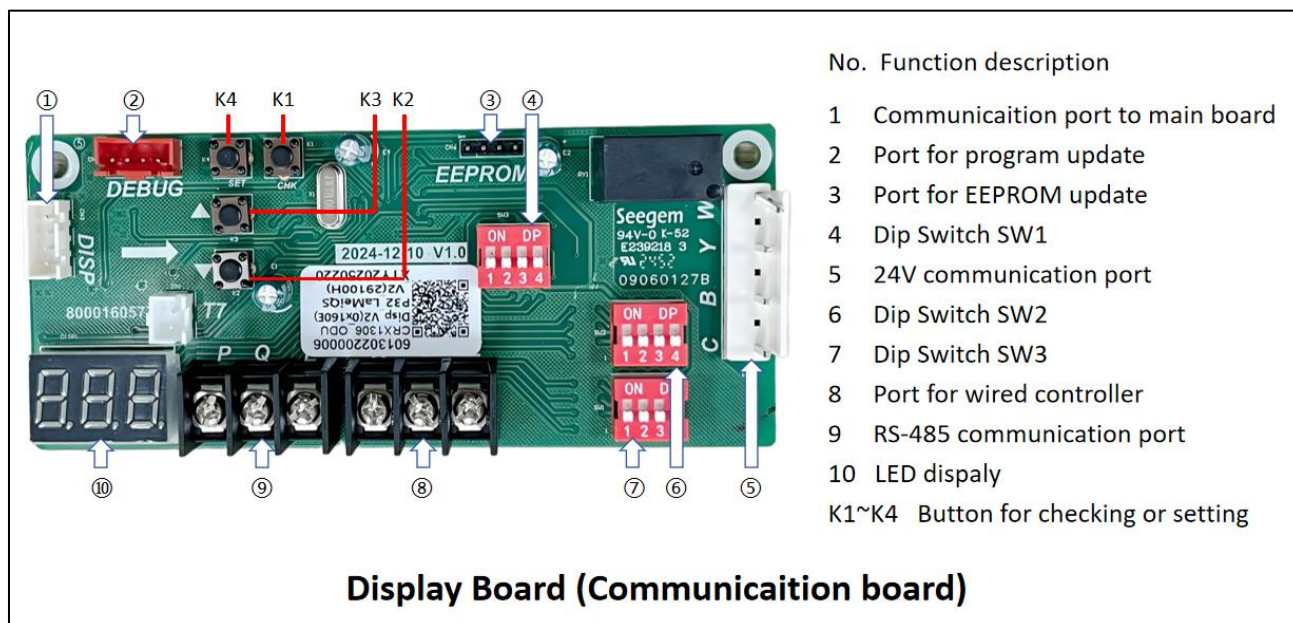 ① ② K4 K1 K3 K2 ③ ④
DEBUG
SET
CHK
EEPROM
DISP
T7
80001605
P Q
ON DP
1 2 3 4
2024-12-10 V1.0
XTY20250220
V2(29100H)
P32 LaMeiQS
Disp V2(0x160E)
CRX1306 ODU
6013022000006
Seegem
94V-0 K-52
E239218 3
2452
09060127B
W
Y
B
C
ON DP
1 2 3 4
ON D
1 2 3
⑩ ⑨ ⑧ ⑦ ⑥ ⑤
No. Function description
1 Communicaition port to main board
2 Port for program update
3 Port for EEPROM update
4 Dip Switch SW1
5 24V communication port
6 Dip Switch SW2
7 Dip Switch SW3
8 Port for wired controller
9 RS-485 communication port
10 LED dispaly
K1~K4 Button for checking or setting
Display Board (Communicaition board)